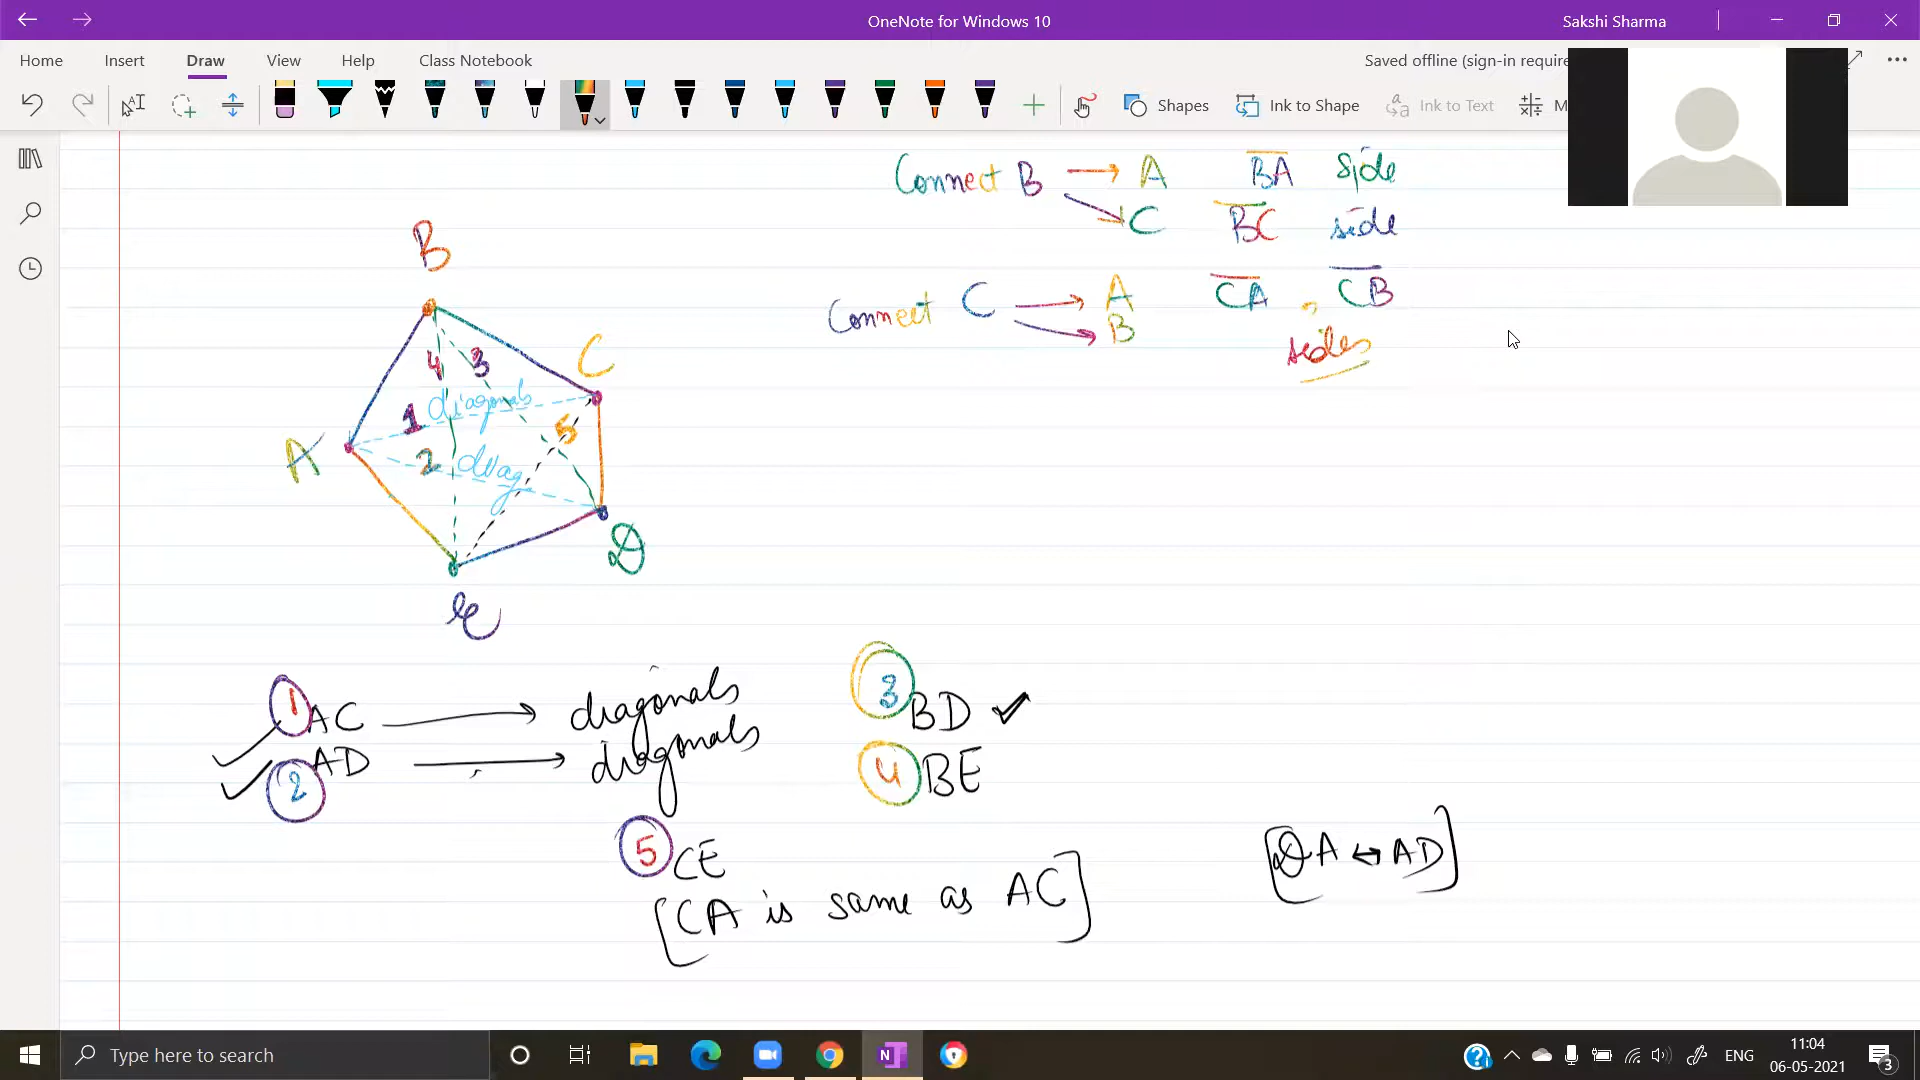 OneNote for Windows 10
Sakshi Sharma
Home Insert Draw View Help Class Notebook
Saved offline (sign-in require
Shapes Ink to Shape Ink to Text M
Connect B → A BA side
C BC side
Connect C → A CA , CB
B sides
B
C
4 3
diagonals
1
5
A
2 diag
D
E
1 AC → diagonals
2 AD → diagonals
3 BD ✓
4 BE
5 CE
[CA is same as AC]
[DA ↔ AD]
Type here to search
ENG
11:04
06-05-2021
3